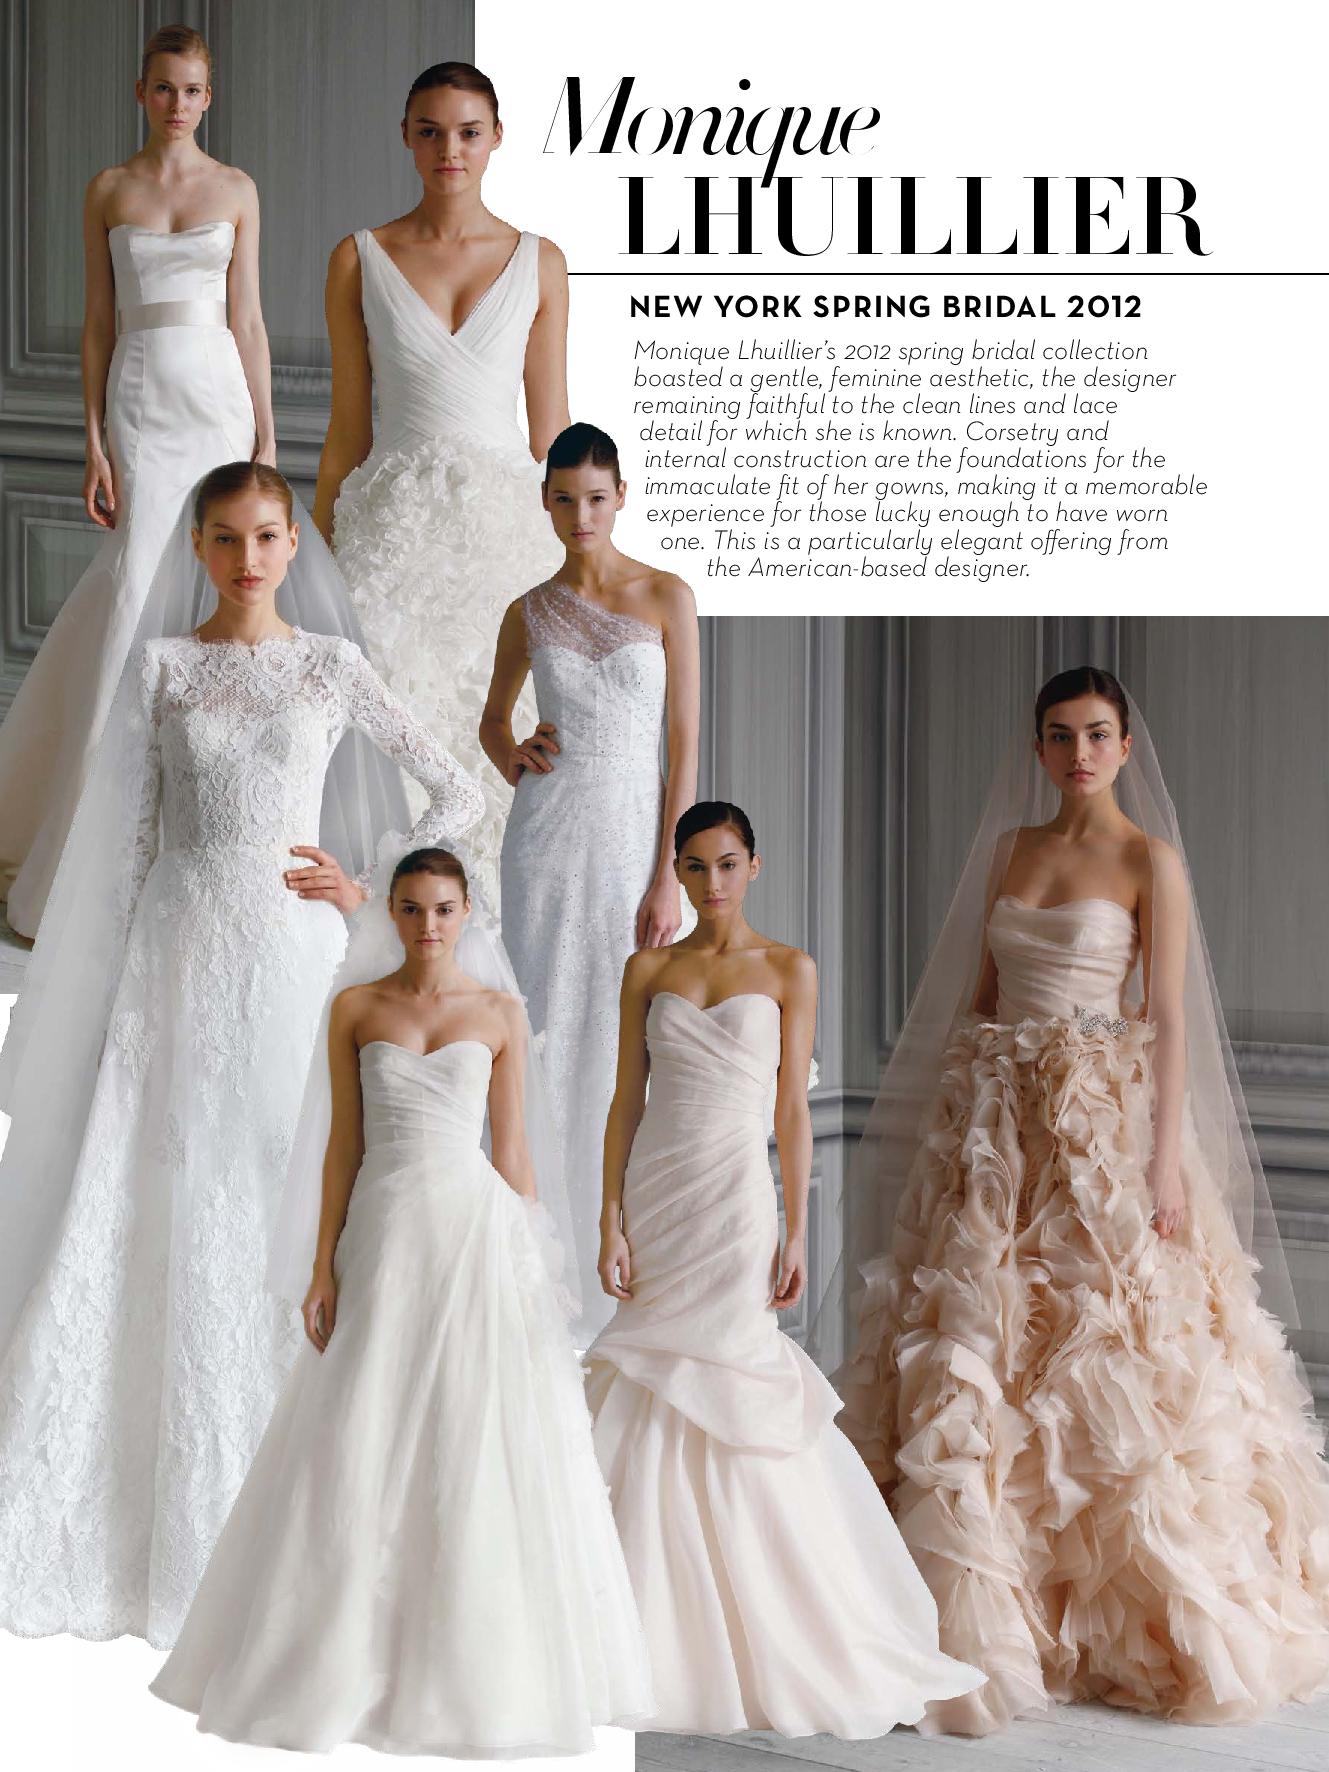 Monique
LHUILLIER
NEW YORK SPRING BRIDAL 2012
Monique Lhuillier's 2012 spring bridal collection
boasted a gentle, feminine aesthetic, the designer
remaining faithful to the clean lines and lace
detail for which she is known. Corsetry and
internal construction are the foundations for the
immaculate fit of her gowns, making it a memorable
experience for those lucky enough to have worn
one. This is a particularly elegant offering from
the American-based designer.